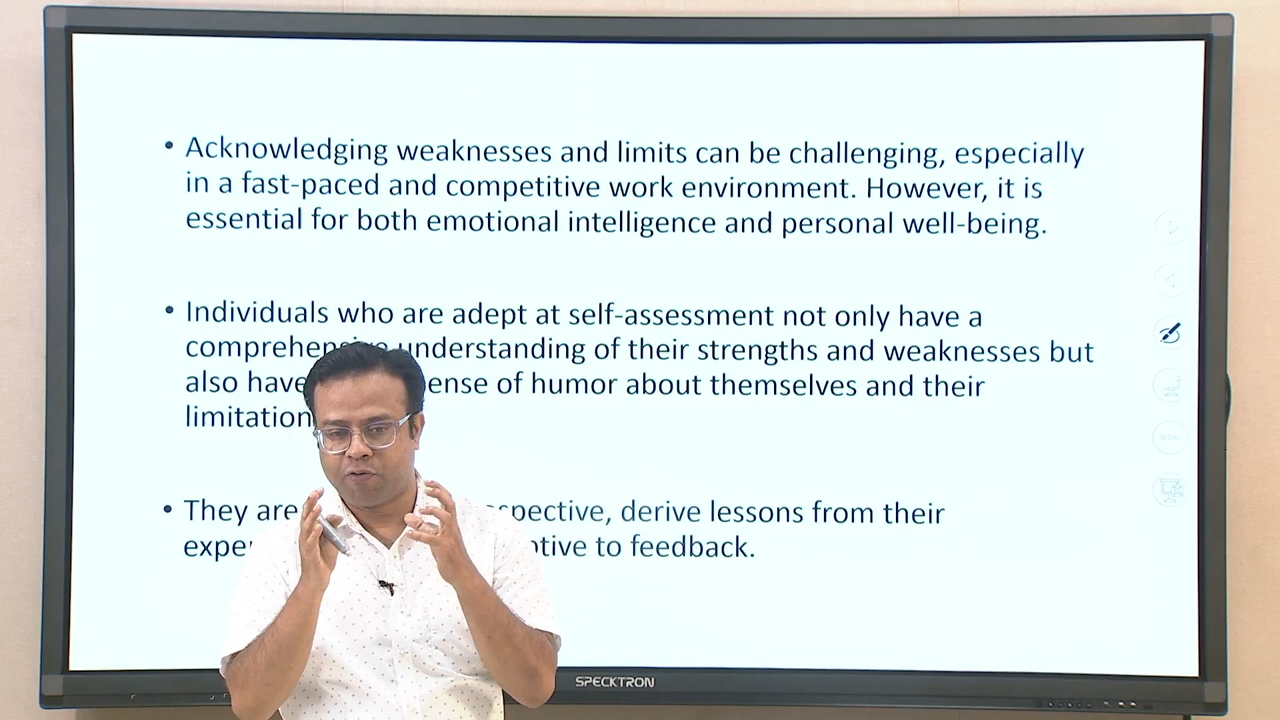 • Acknowledging weaknesses and limits can be challenging, especially
in a fast-paced and competitive work environment. However, it is
essential for both emotional intelligence and personal well-being.
• Individuals who are adept at self-assessment not only have a
comprehensive understanding of their strengths and weaknesses but
also have sense of humor about themselves and their
limitation
• They are spective, derive lessons from their
expe ptive to feedback.
SPECKTRON